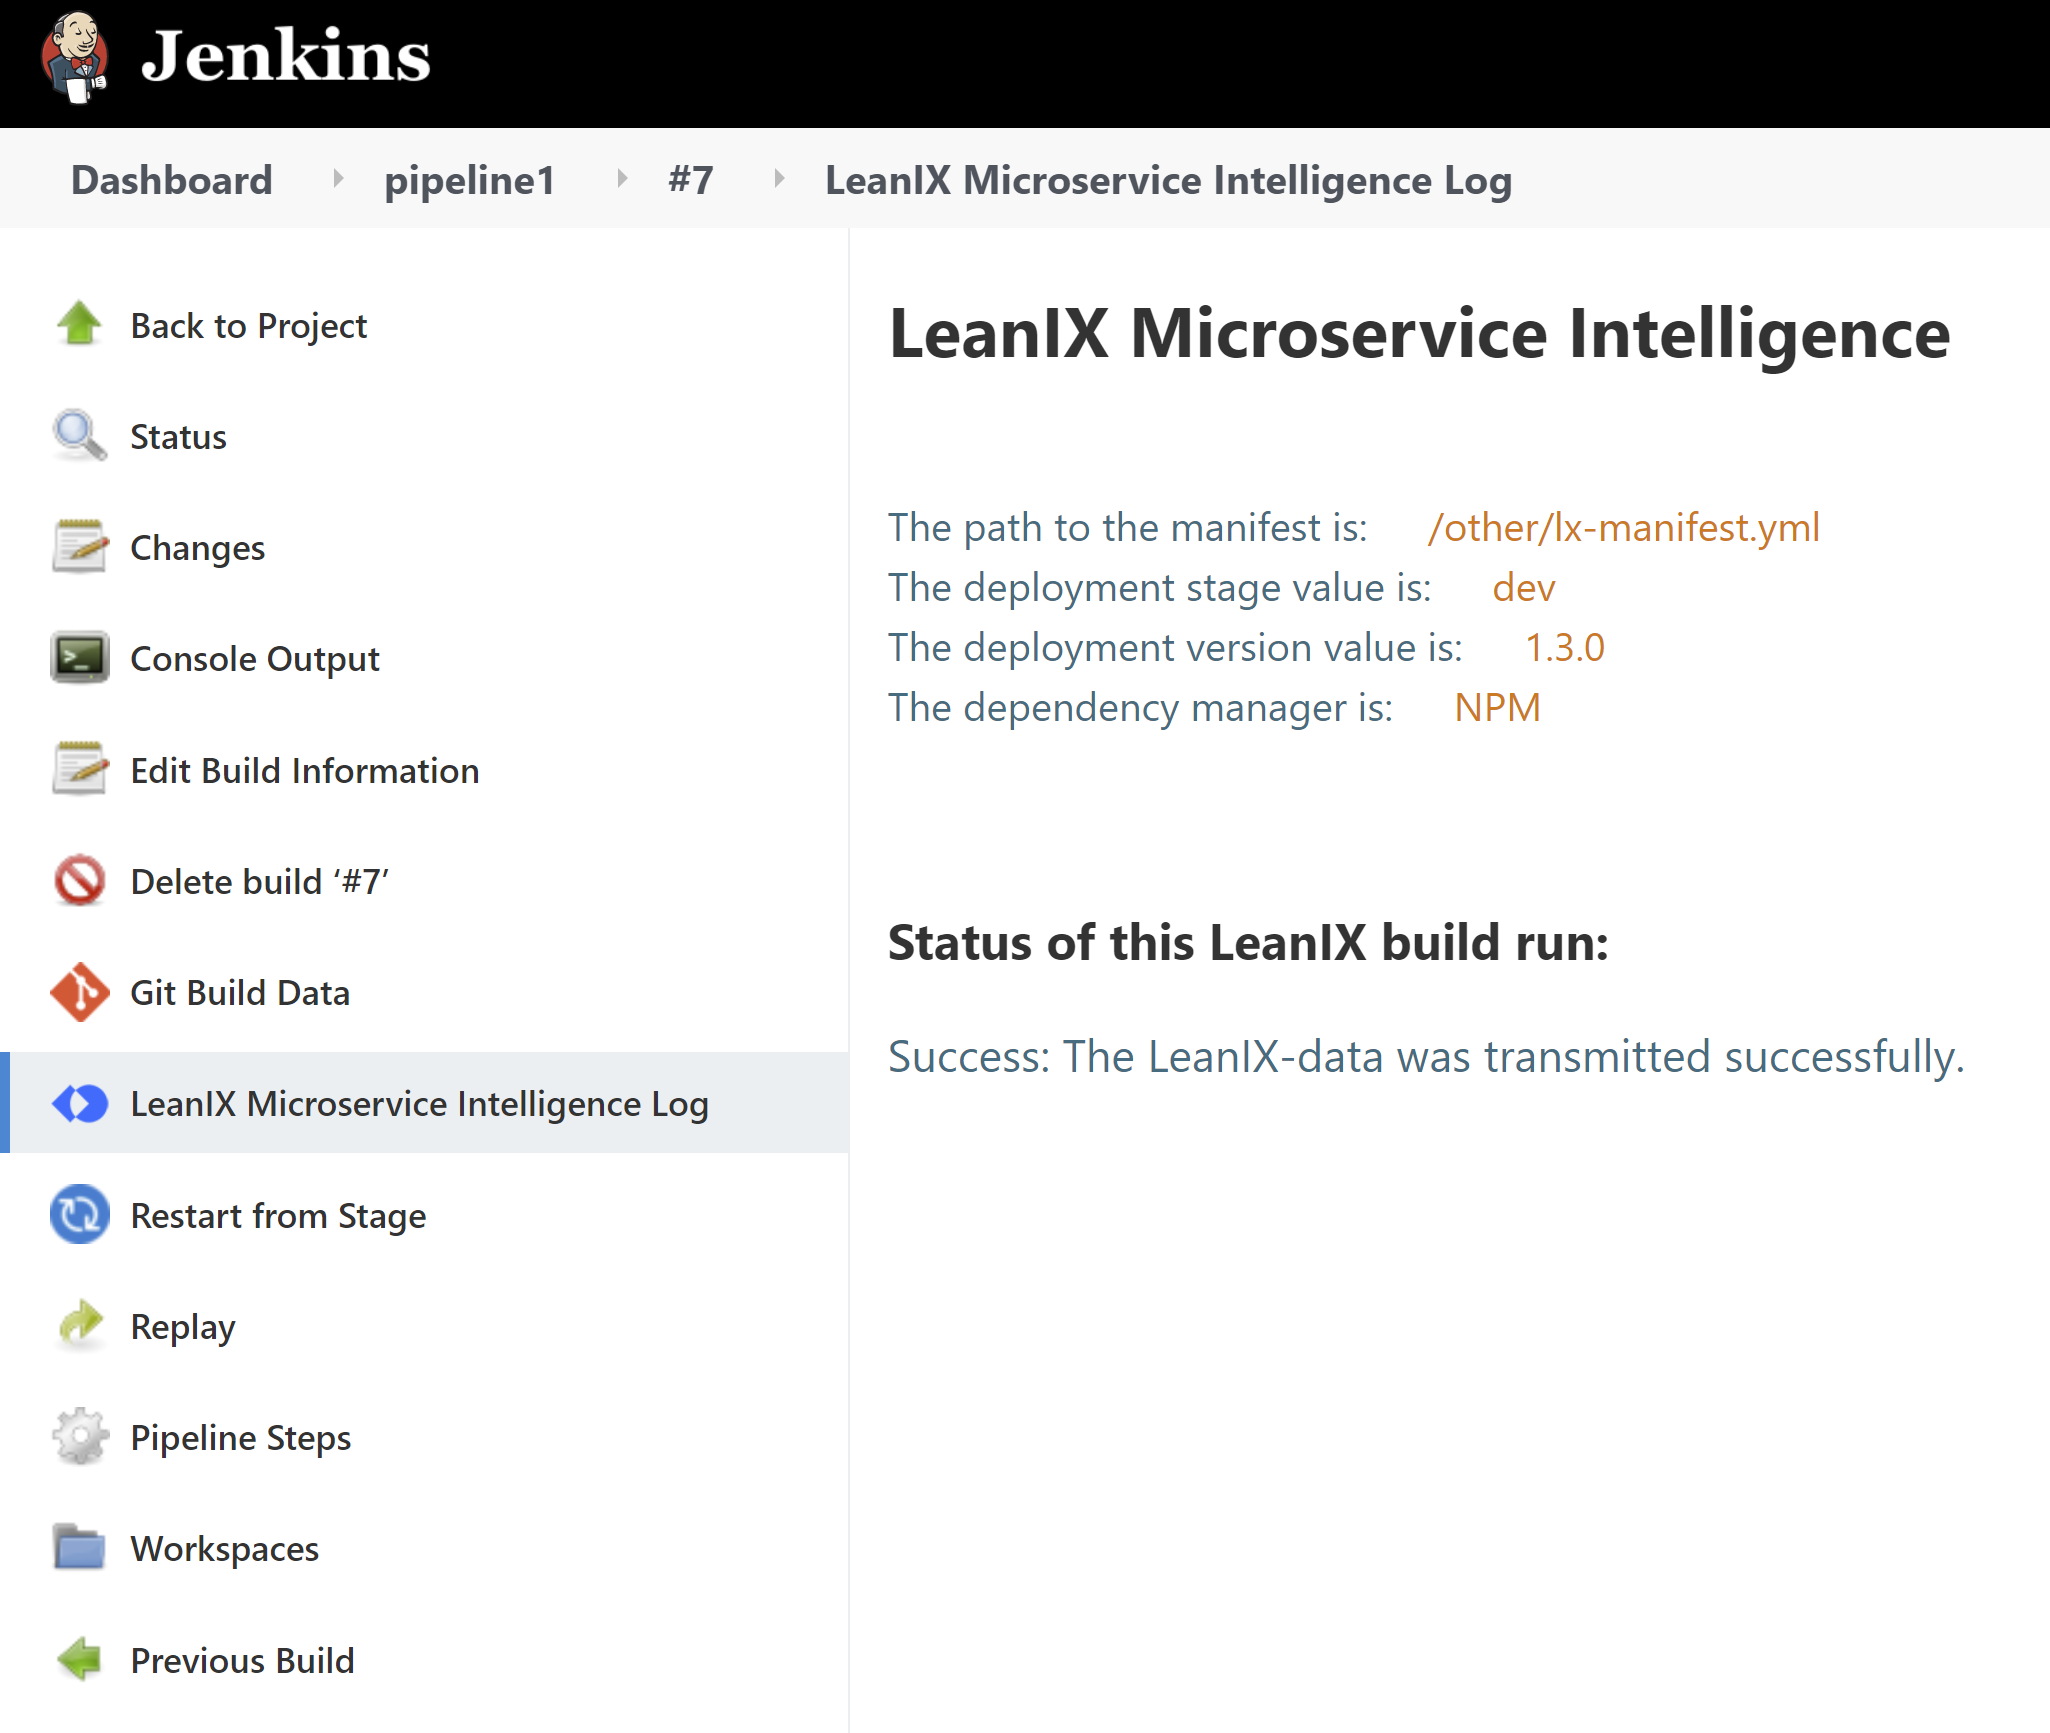 Jenkins
Dashboard pipeline1 #7 LeanIX Microservice Intelligence Log
Back to Project
Status
Changes
Console Output
Edit Build Information
Delete build ‘#7’
Git Build Data
LeanIX Microservice Intelligence Log
Restart from Stage
Replay
Pipeline Steps
Workspaces
Previous Build
LeanIX Microservice Intelligence
The path to the manifest is: /other/lx-manifest.yml
The deployment stage value is: dev
The deployment version value is: 1.3.0
The dependency manager is: NPM
Status of this LeanIX build run:
Success: The LeanIX-data was transmitted successfully.